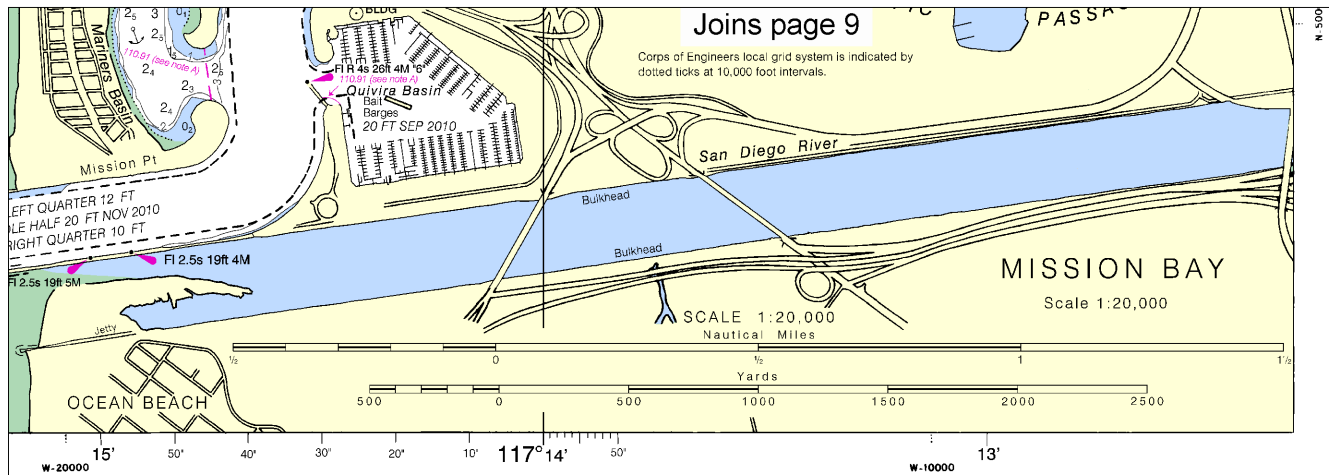 BLDG
Joins page 9
PASSA
N-500
Corps of Engineers local grid system is indicated by
dotted ticks at 10,000 foot intervals.
Mariners Basin
110.91 (see note A)
Fl R 4s 26ft 4M "6"
110.91 (see note A)
Quivira Basin
Bait
Barges
20 FT SEP 2010
Mission Pt
San Diego River
LEFT QUARTER 12 FT
DLE HALF 20 FT NOV 2010
RIGHT QUARTER 10 FT
Bulkhead
Bulkhead
Fl 2.5s 19ft 4M
Fl 2.5s 19ft 5M
MISSION BAY
Scale 1:20,000
SCALE 1:20,000
Nautical Miles
Jetty
½ 0 ½ 1 1½
Yards
500 0 500 1000 1500 2000 2500
OCEAN BEACH
15' 50" 40" 30" 20" 10" 117° 14' 50" 13'
W-20000 W-10000